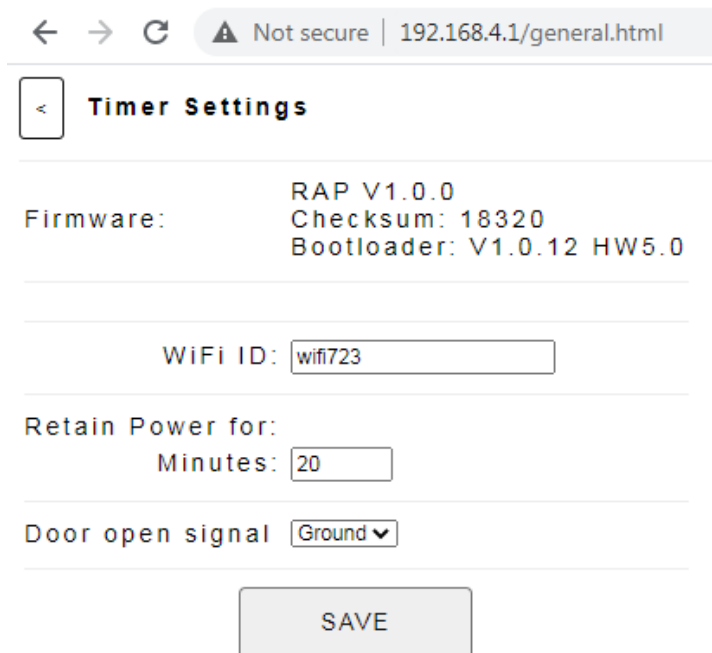 Not secure | 192.168.4.1/general.html
< Timer Settings
RAP V1.0.0
Firmware: Checksum: 18320
Bootloader: V1.0.12 HW5.0
WiFi ID: wifi723
Retain Power for:
Minutes: 20
Door open signal Ground
SAVE